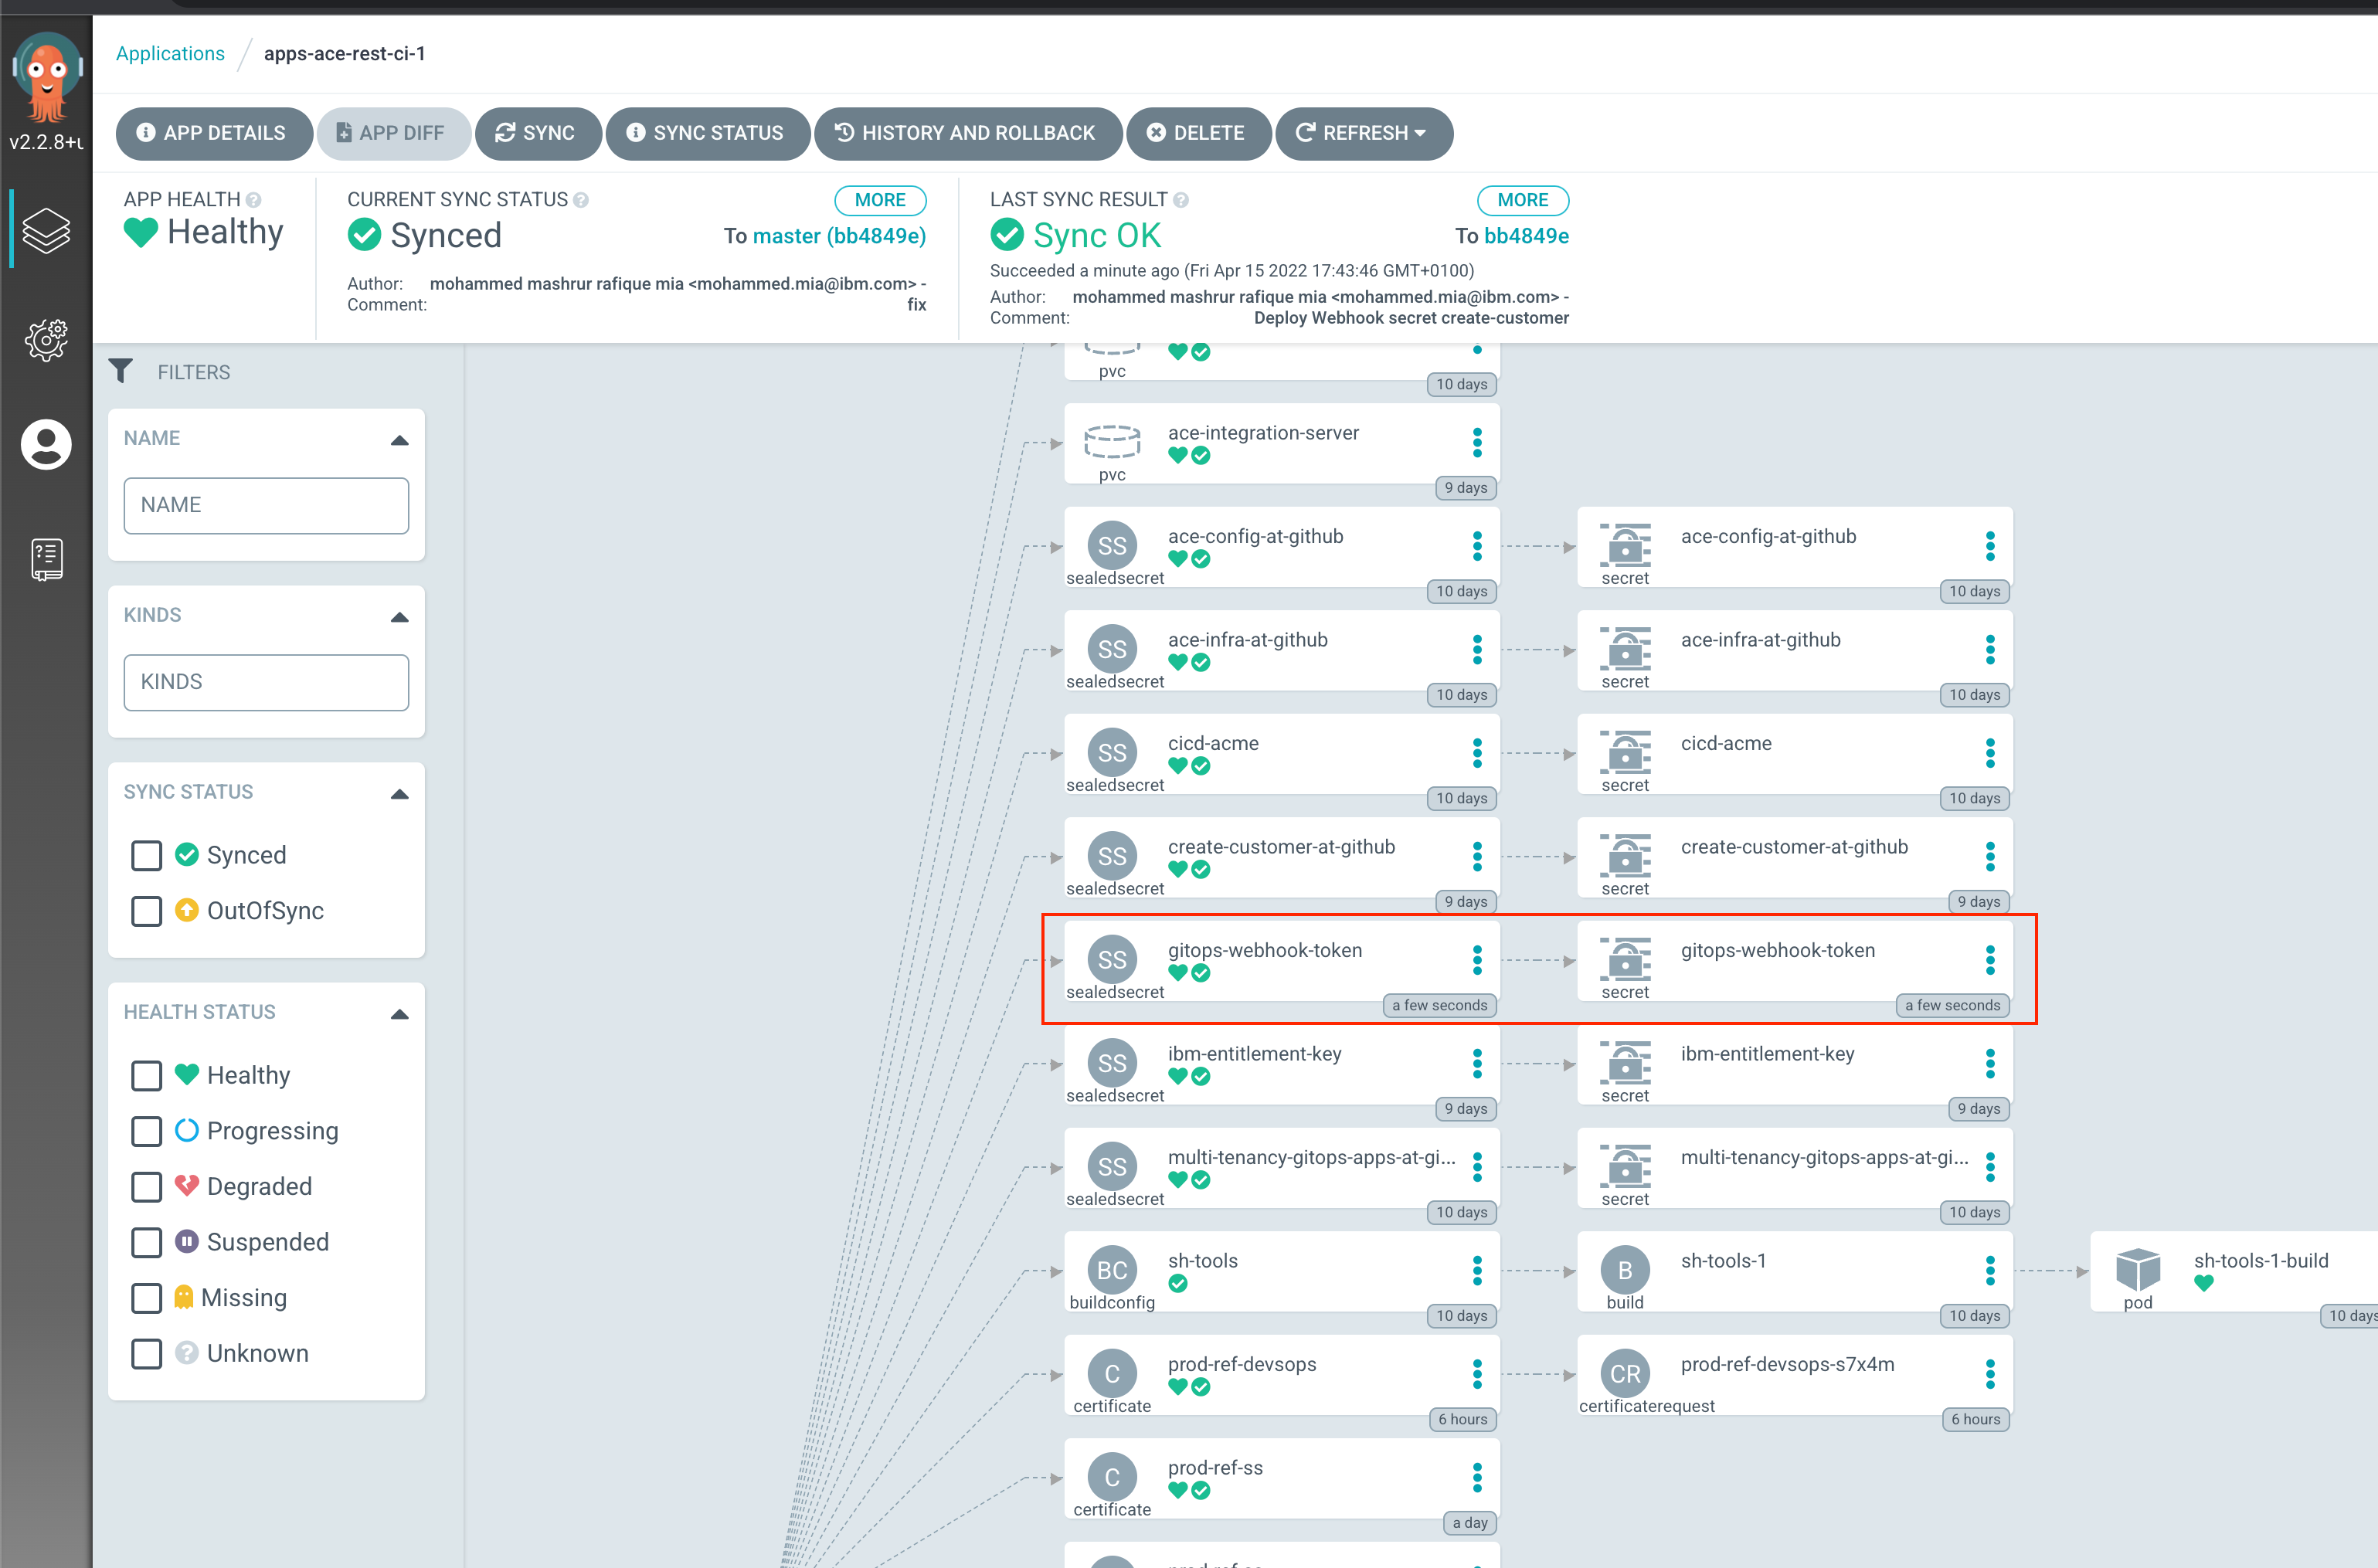 Applications / apps-ace-rest-ci-1
v2.2.8+
APP DETAILS APP DIFF SYNC SYNC STATUS HISTORY AND ROLLBACK DELETE REFRESH
APP HEALTH
Healthy
CURRENT SYNC STATUS MORE
Synced To master (bb4849e)
Author: mohammed mashrur rafique mia <mohammed.mia@ibm.com> -
Comment: fix
LAST SYNC RESULT MORE
Sync OK To bb4849e
Succeeded a minute ago (Fri Apr 15 2022 17:43:46 GMT+0100)
Author: mohammed mashrur rafique mia <mohammed.mia@ibm.com> -
Comment: Deploy Webhook secret create-customer
FILTERS
NAME
NAME
KINDS
KINDS
SYNC STATUS
Synced
OutOfSync
HEALTH STATUS
Healthy
Progressing
Degraded
Suspended
Missing
Unknown
pvc
10 days
ace-integration-server
pvc
9 days
SS ace-config-at-github
sealedsecret
10 days
ace-config-at-github
secret
10 days
SS ace-infra-at-github
sealedsecret
10 days
ace-infra-at-github
secret
10 days
SS cicd-acme
sealedsecret
10 days
cicd-acme
secret
10 days
SS create-customer-at-github
sealedsecret
9 days
create-customer-at-github
secret
9 days
SS gitops-webhook-token
sealedsecret
a few seconds
gitops-webhook-token
secret
a few seconds
SS ibm-entitlement-key
sealedsecret
9 days
ibm-entitlement-key
secret
9 days
SS multi-tenancy-gitops-apps-at-gi...
sealedsecret
10 days
multi-tenancy-gitops-apps-at-gi...
secret
10 days
BC sh-tools
buildconfig
10 days
B sh-tools-1
build
10 days
sh-tools-1-build
pod
10 days
C prod-ref-devsops
certificate
6 hours
CR prod-ref-devsops-s7x4m
certificaterequest
6 hours
C prod-ref-ss
certificate
a day